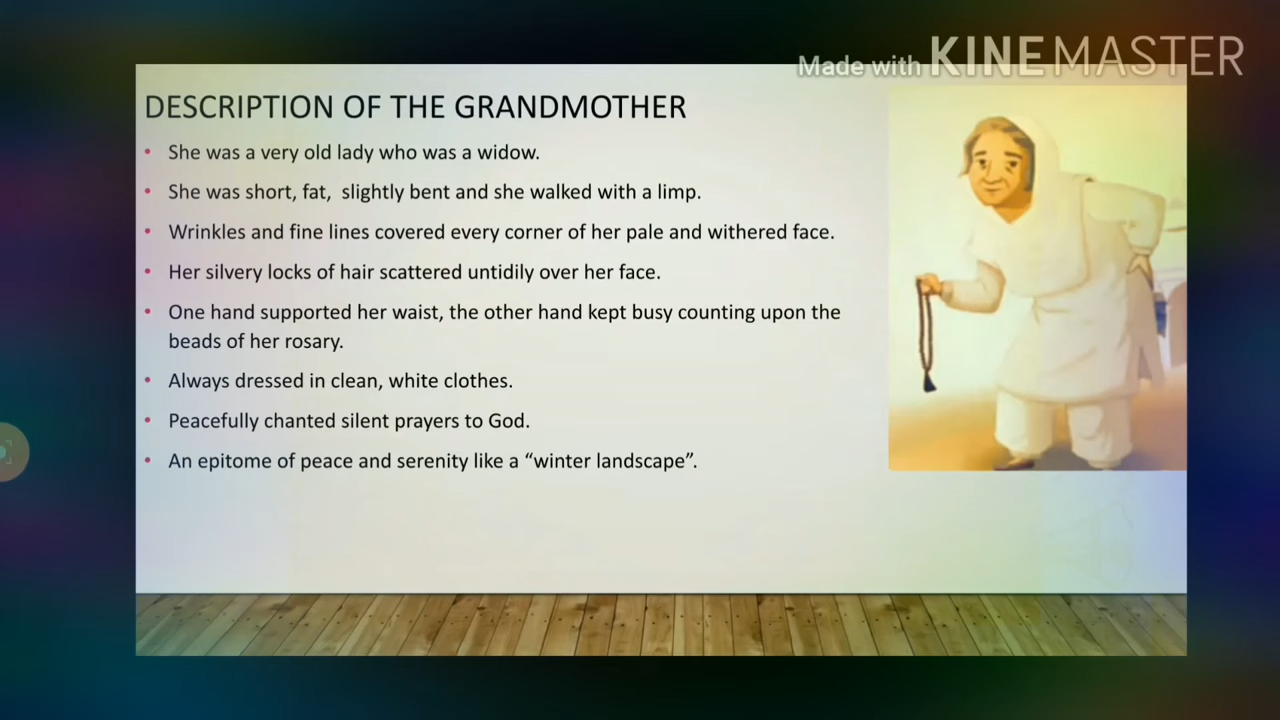 Made with KINEMASTER
DESCRIPTION OF THE GRANDMOTHER
• She was a very old lady who was a widow.
• She was short, fat,  slightly bent and she walked with a limp.
• Wrinkles and fine lines covered every corner of her pale and withered face.
• Her silvery locks of hair scattered untidily over her face.
• One hand supported her waist, the other hand kept busy counting upon the
beads of her rosary.
• Always dressed in clean, white clothes.
• Peacefully chanted silent prayers to God.
• An epitome of peace and serenity like a “winter landscape”.